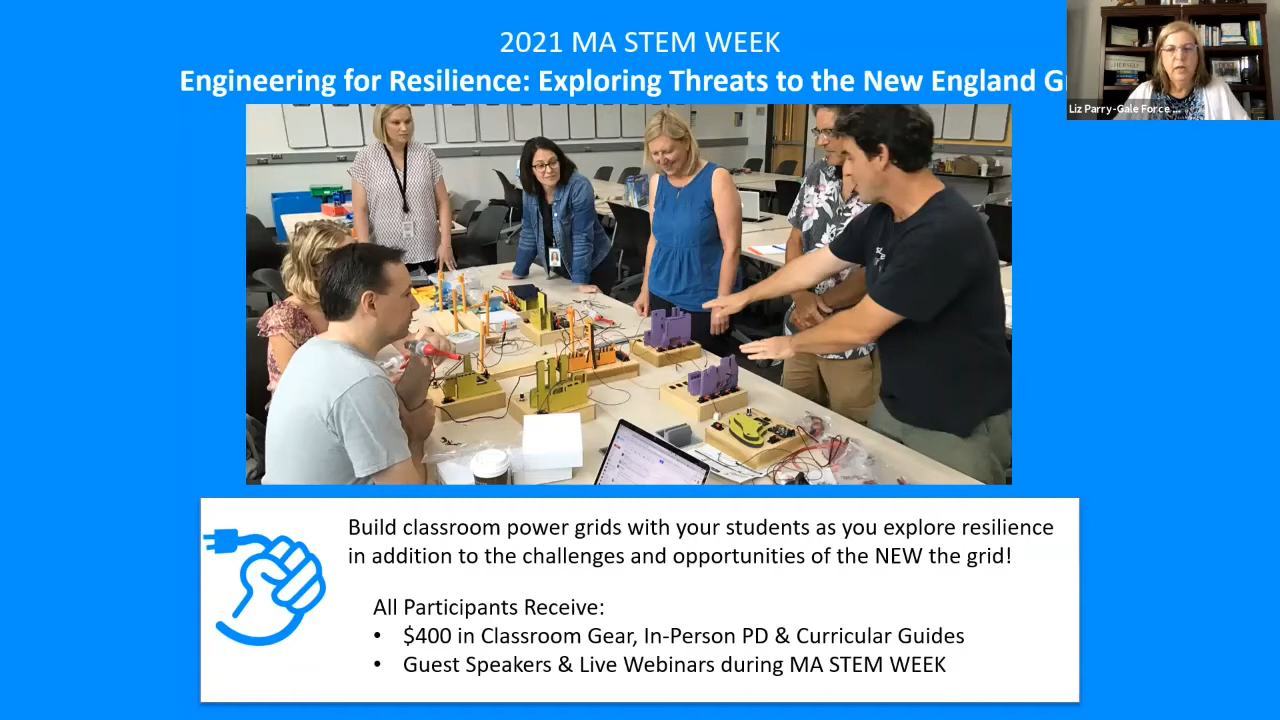 2021 MA STEM WEEK
Engineering for Resilience: Exploring Threats to the New England G
Liz Parry-Gale Force ...
Build classroom power grids with your students as you explore resilience
in addition to the challenges and opportunities of the NEW the grid!
All Participants Receive:
• $400 in Classroom Gear, In-Person PD & Curricular Guides
• Guest Speakers & Live Webinars during MA STEM WEEK